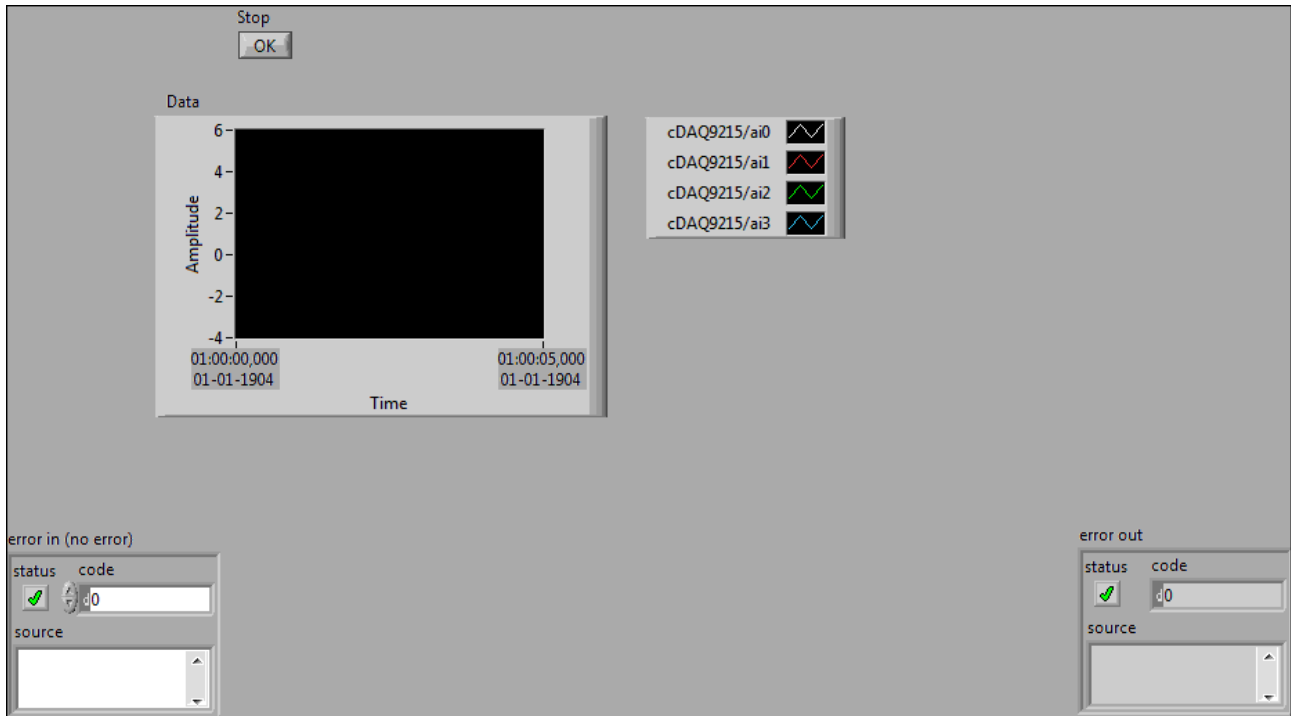 Stop
OK
Data
6
4
2
0
-2
-4
Amplitude
01:00:00,000
01-01-1904
01:00:05,000
01-01-1904
Time
cDAQ9215/ai0
cDAQ9215/ai1
cDAQ9215/ai2
cDAQ9215/ai3
error in (no error)
status code
d0
source
error out
status code
d0
source